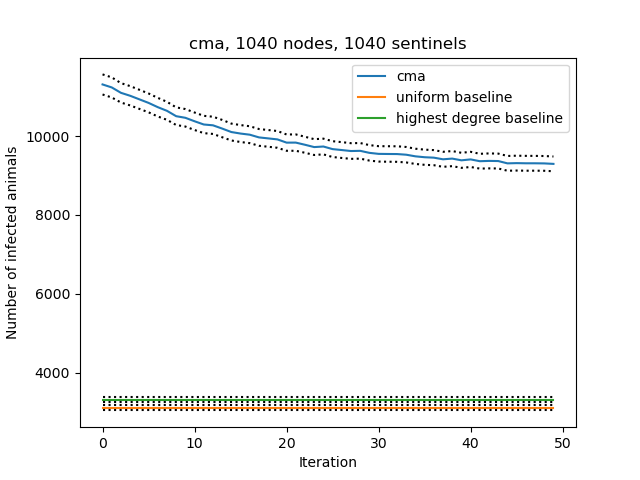 cma, 1040 nodes, 1040 sentinels
cma
uniform baseline
highest degree baseline
Number of infected animals
10000
8000
6000
4000
0 10 20 30 40 50
Iteration